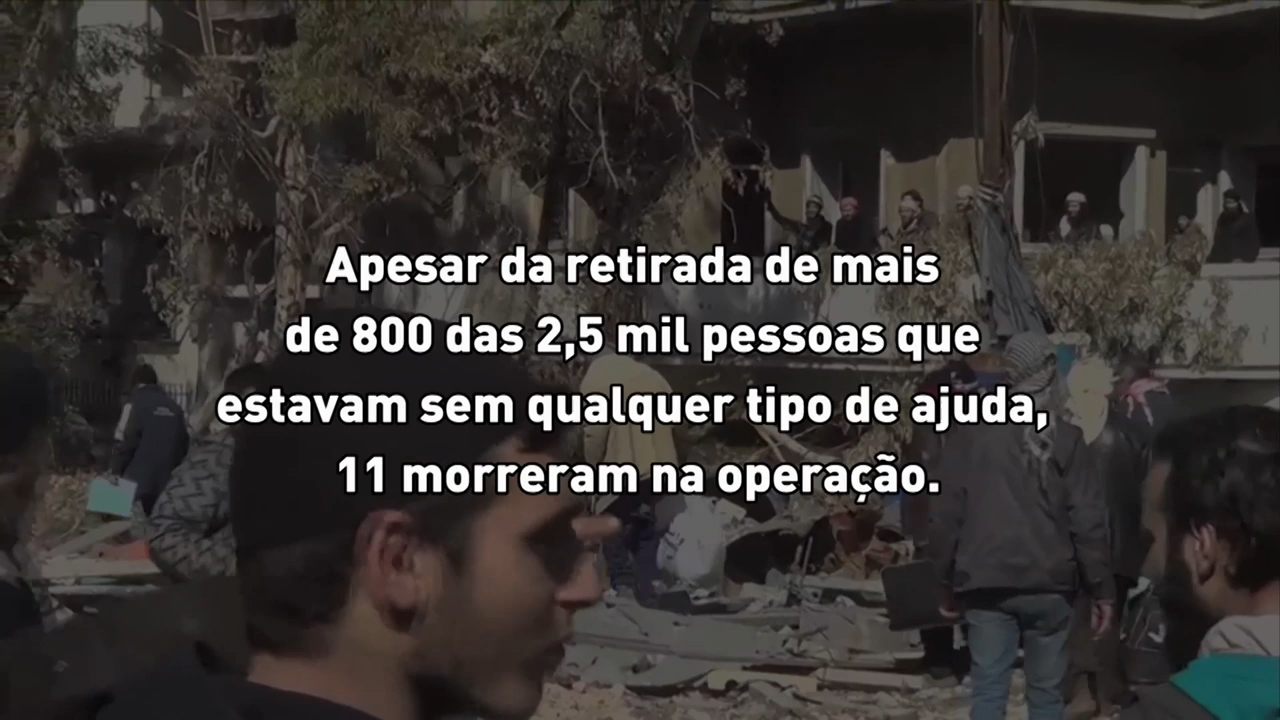 Apesar da retirada de mais
de 800 das 2,5 mil pessoas que
estavam sem qualquer tipo de ajuda,
11 morreram na operação.